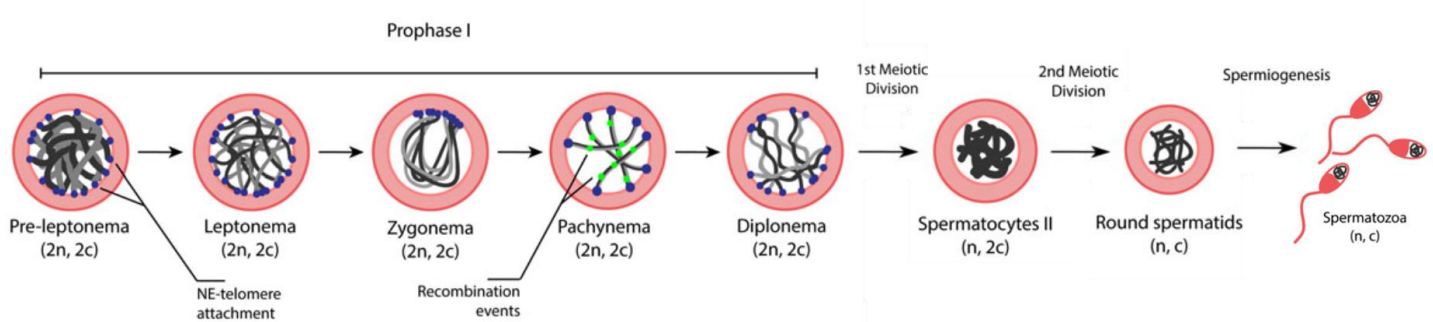 Prophase I
1st Meiotic
Division
2nd Meiotic
Division
Spermiogenesis
Pre-leptonema
(2n, 2c)
Leptonema
(2n, 2c)
Zygonema
(2n, 2c)
Pachynema
(2n, 2c)
Diplonema
(2n, 2c)
Spermatocytes II
(n, 2c)
Round spermatids
(n, c)
Spermatozoa
(n, c)
NE-telomere
attachment
Recombination
events